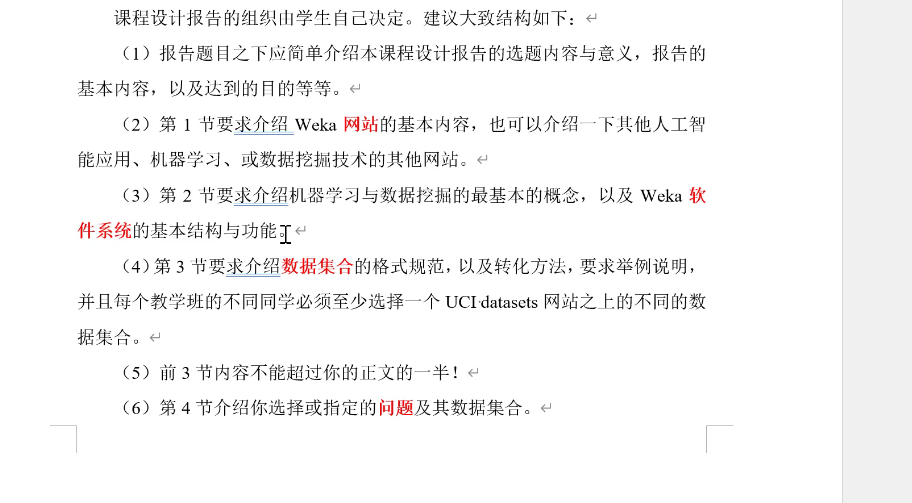 课程设计报告的组织由学生自己决定。建议大致结构如下：
（1）报告题目之下应简单介绍本课程设计报告的选题内容与意义，报告的
基本内容，以及达到的目的等等。
（2）第 1 节要求介绍 Weka 网站的基本内容，也可以介绍一下其他人工智
能应用、机器学习、或数据挖掘技术的其他网站。
（3）第 2 节要求介绍机器学习与数据挖掘的最基本的概念，以及 Weka 软
件系统的基本结构与功能。
（4）第 3 节要求介绍数据集合的格式规范，以及转化方法，要求举例说明，
并且每个教学班的不同同学必须至少选择一个 UCI datasets 网站之上的不同的数
据集合。
（5）前 3 节内容不能超过你的正文的一半！
（6）第 4 节介绍你选择或指定的问题及其数据集合。